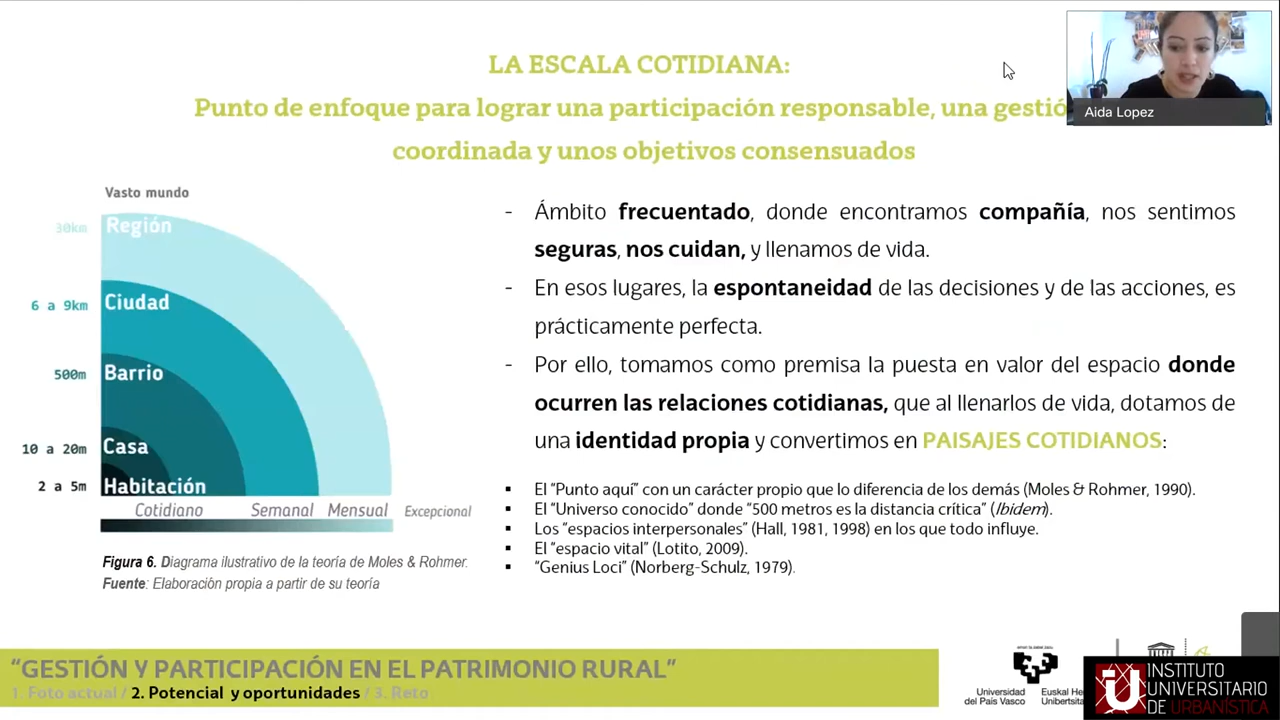 LA ESCALA COTIDIANA:
Punto de enfoque para lograr una participación responsable, una gestió
coordinada y unos objetivos consensuados
Aida Lopez
Vasto mundo
30km
Región
6 a 9km
Ciudad
500m
Barrio
10 a 20m
Casa
2 a 5m
Habitación
Cotidiano Semanal Mensual Excepcional
Figura 6. Diagrama ilustrativo de la teoría de Moles & Rohmer.
Fuente: Elaboración propia a partir de su teoría
- Ámbito frecuentado, donde encontramos compañía, nos sentimos
seguras, nos cuidan, y llenamos de vida.
- En esos lugares, la espontaneidad de las decisiones y de las acciones, es
prácticamente perfecta.
- Por ello, tomamos como premisa la puesta en valor del espacio donde
ocurren las relaciones cotidianas, que al llenarlos de vida, dotamos de
una identidad propia y convertimos en PAISAJES COTIDIANOS:
▪ El “Punto aquí” con un carácter propio que lo diferencia de los demás (Moles & Rohmer, 1990).
▪ El “Universo conocido” donde “500 metros es la distancia crítica” (Ibidem).
▪ Los “espacios interpersonales” (Hall, 1981, 1998) en los que todo influye.
▪ El “espacio vital” (Lotito, 2009).
▪ “Genius Loci” (Norberg-Schulz, 1979).
“GESTIÓN Y PARTICIPACIÓN EN EL PATRIMONIO RURAL”
1. Foto actual / 2. Potencial y oportunidades / 3. Reto
Universidad
del País Vasco
Euskal He
Unibertsita
INSTITUTO
UNIVERSITARIO
DE URBANÍSTICA